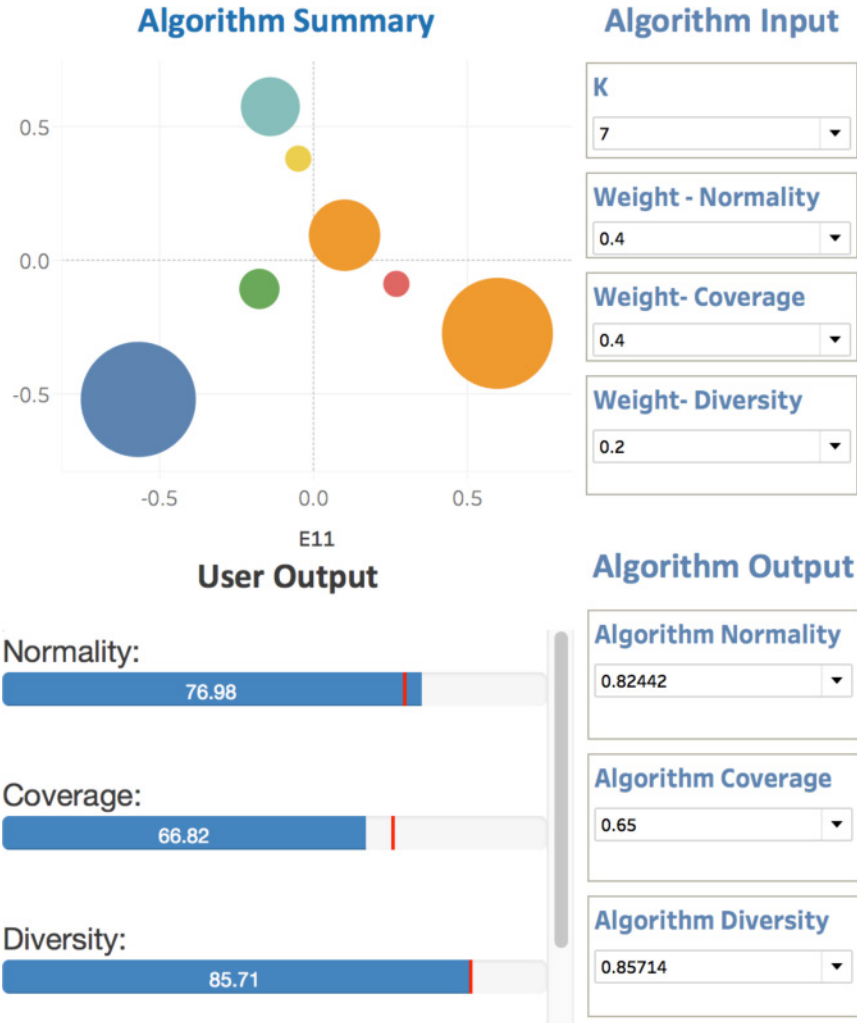 Algorithm Summary
0.5
0.0
-0.5
-0.5
0.0
0.5
E11
Algorithm Input
K
7
Weight - Normality
0.4
Weight- Coverage
0.4
Weight- Diversity
0.2
User Output
Normality:
76.98
Coverage:
66.82
Diversity:
85.71
Algorithm Output
Algorithm Normality
0.82442
Algorithm Coverage
0.65
Algorithm Diversity
0.85714